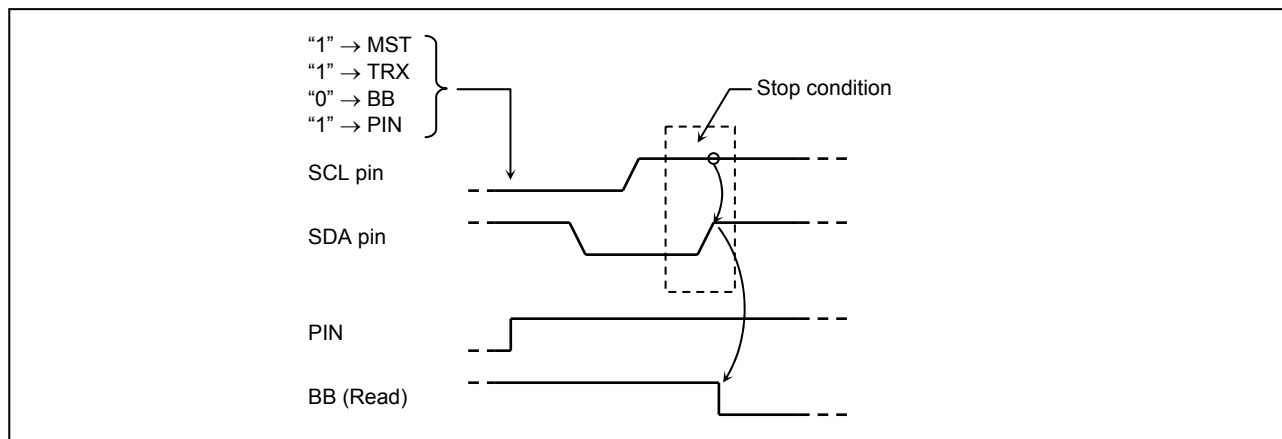 “1” → MST
“1” → TRX
“0” → BB
“1” → PIN
Stop condition
SCL pin
SDA pin
PIN
BB (Read)